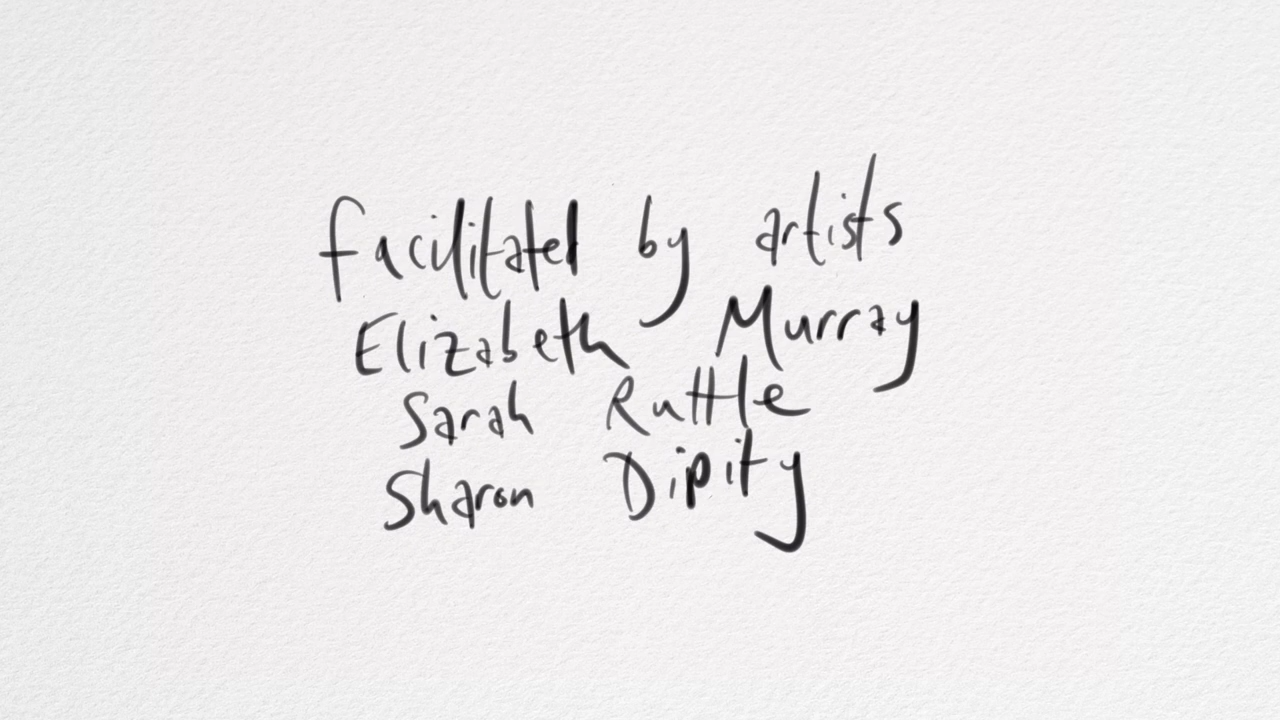 facilitated by artists
Elizabeth Murray
Sarah Ruttle
Sharon Dipity